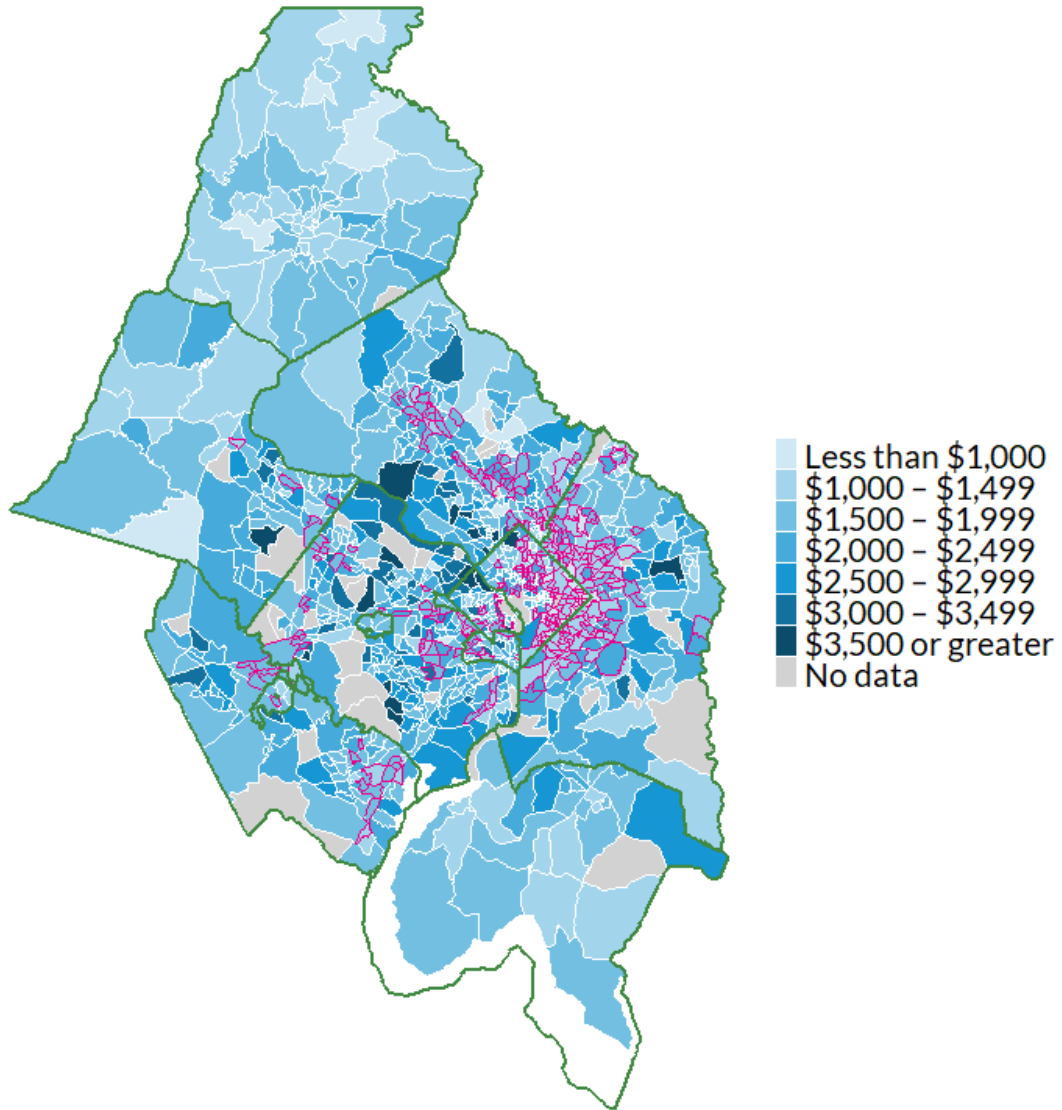 Less than $1,000
$1,000 – $1,499
$1,500 – $1,999
$2,000 – $2,499
$2,500 – $2,999
$3,000 – $3,499
$3,500 or greater
No data